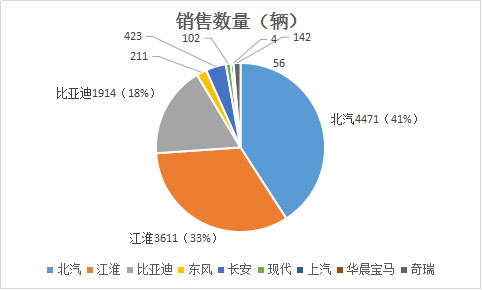 销售数量（辆）
423
102
4
142
211
56
比亚迪1914（18%）
北汽4471（41%）
江淮3611（33%）
北汽 江淮 比亚迪 东风 长安 现代 上汽 华晨宝马 奇瑞